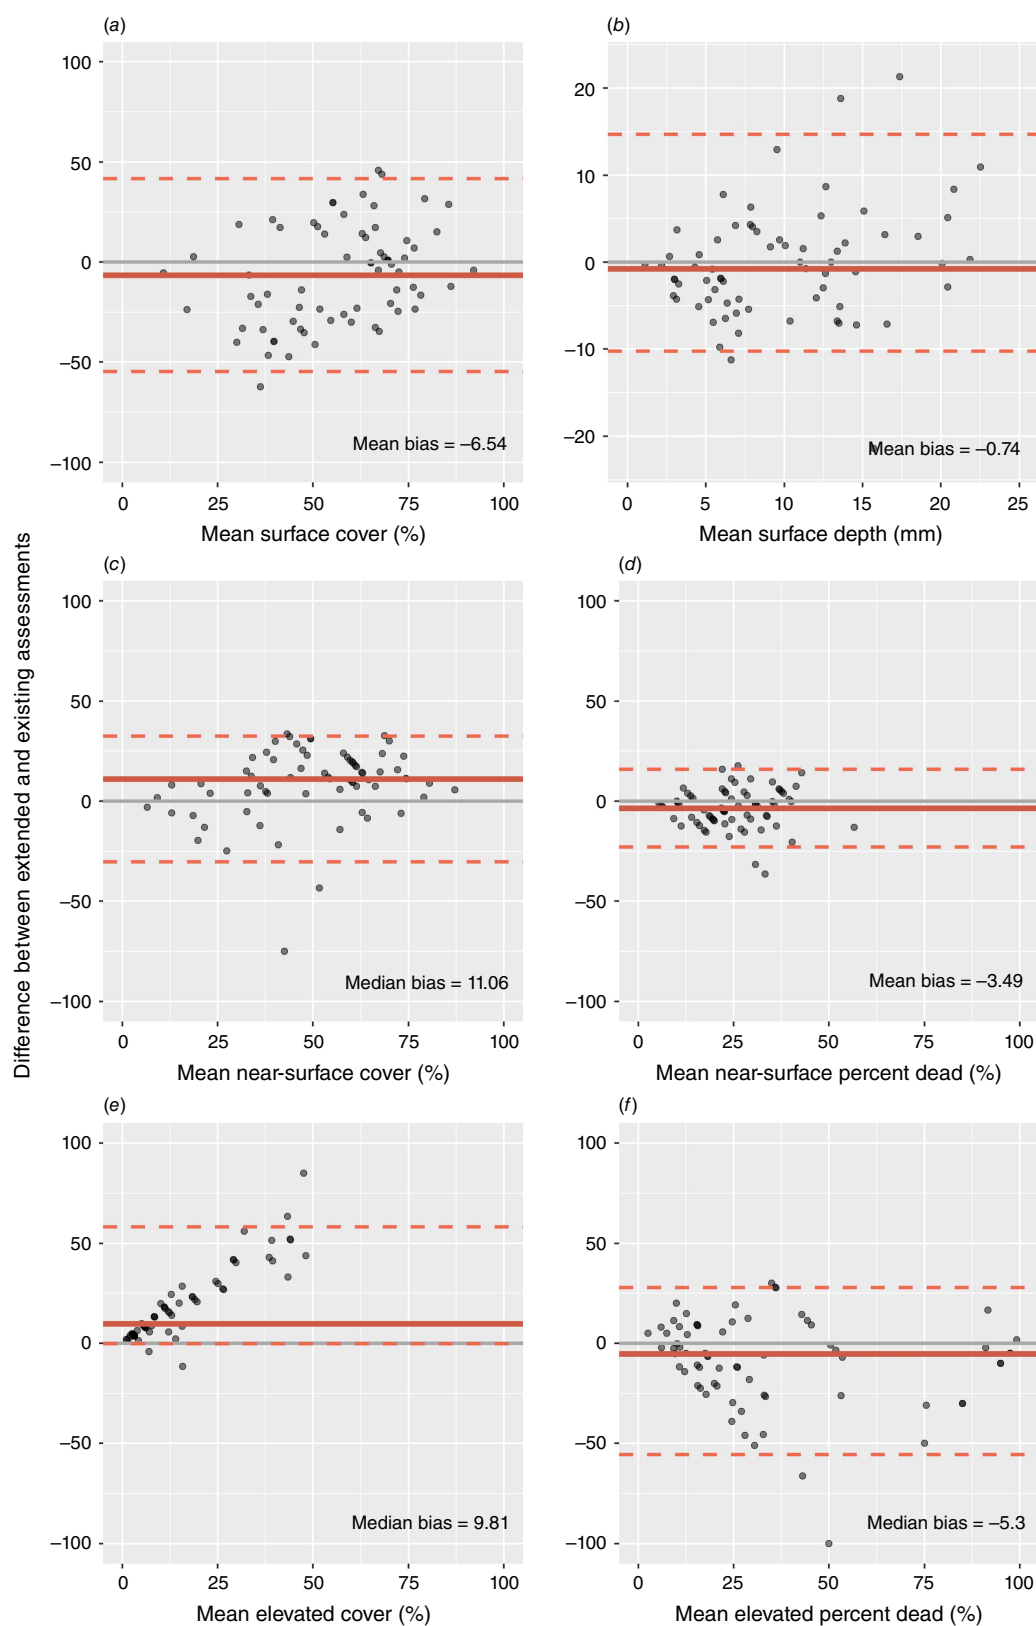 Difference between extended and existing assessments
(a)
100
50
0
–50
–100
Mean bias = –6.54
0 25 50 75 100
Mean surface cover (%)
(b)
20
10
0
–10
–20
Mean bias = –0.74
0 5 10 15 20 25
Mean surface depth (mm)
(c)
100
50
0
–50
–100
Median bias = 11.06
0 25 50 75 100
Mean near-surface cover (%)
(d)
100
50
0
–50
–100
Mean bias = –3.49
0 25 50 75 100
Mean near-surface percent dead (%)
(e)
100
50
0
–50
–100
Median bias = 9.81
0 25 50 75 100
Mean elevated cover (%)
(f)
100
50
0
–50
–100
Median bias = –5.3
0 25 50 75 100
Mean elevated percent dead (%)